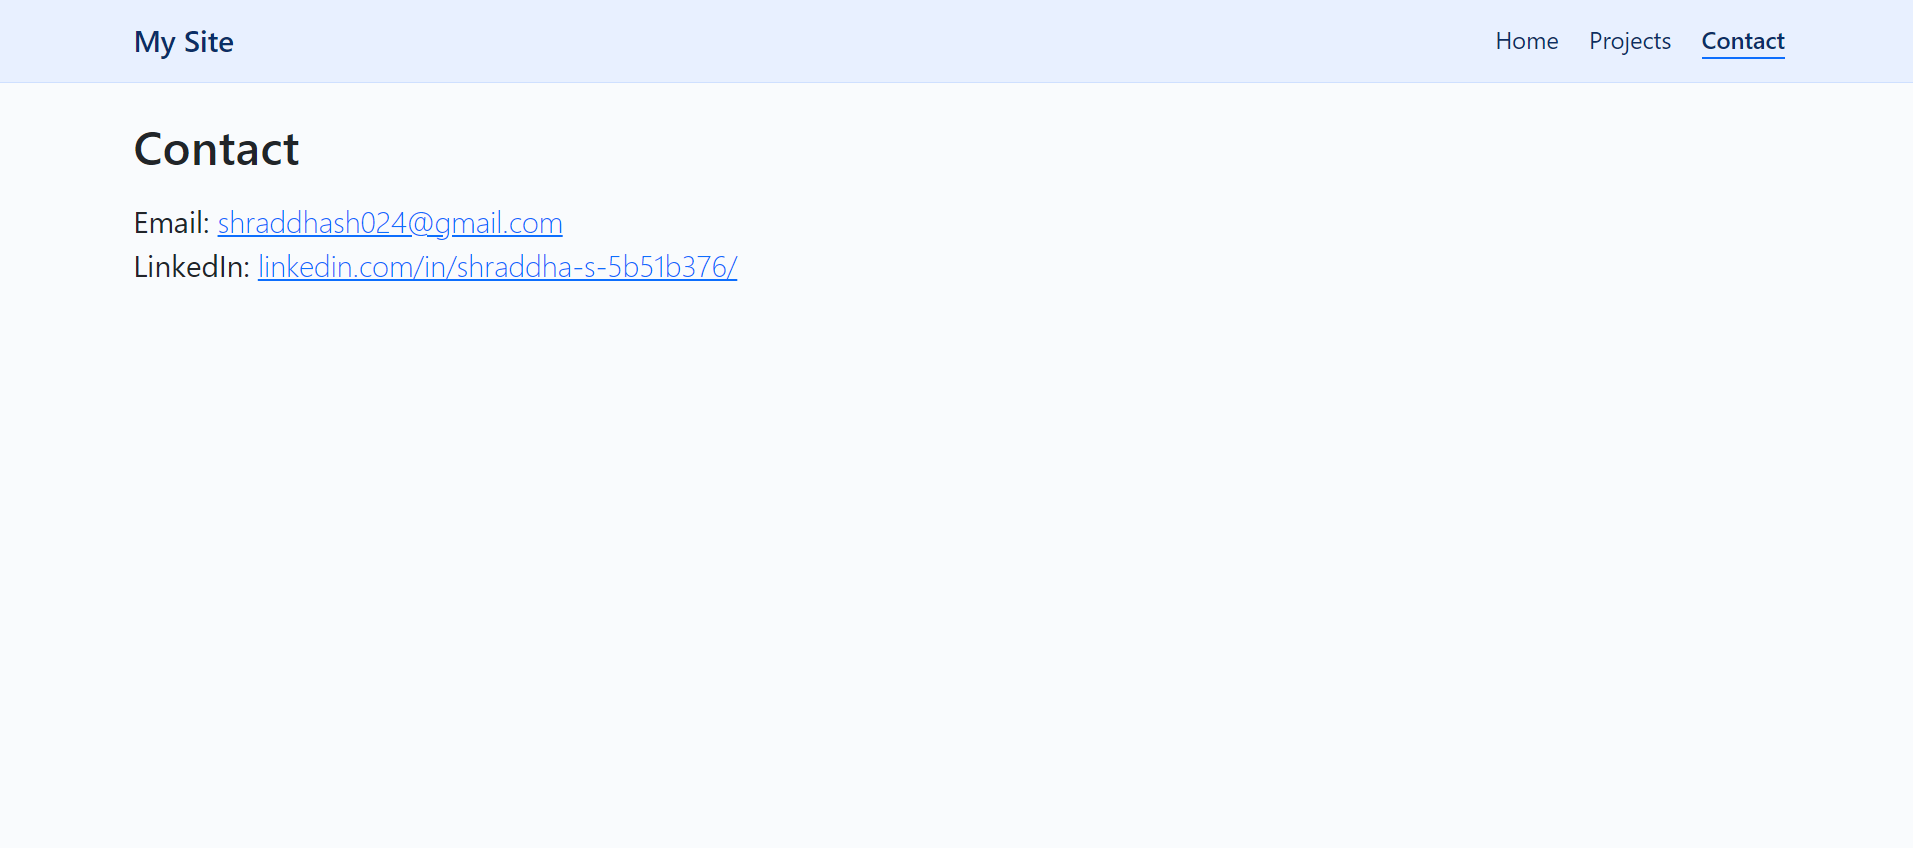 My Site
Home Projects Contact
Contact
Email: shraddhash024@gmail.com
LinkedIn: linkedin.com/in/shraddha-s-5b51b376/